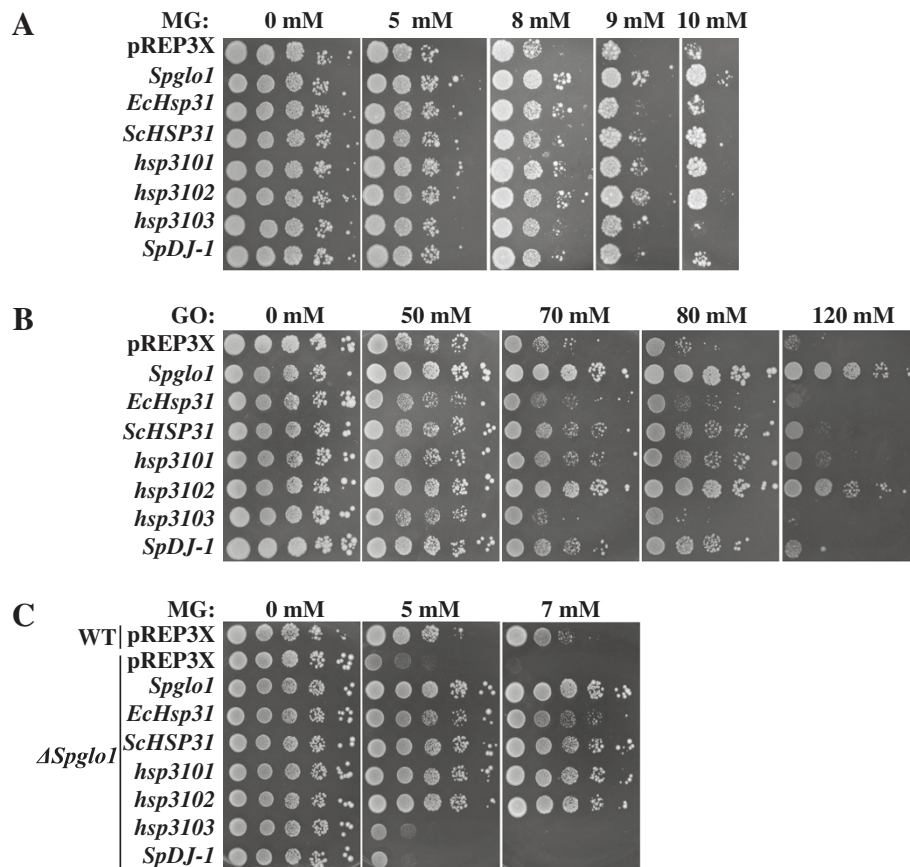 A
MG: 0 mM 5 mM 8 mM 9 mM 10 mM
pREP3X
Spglo1
EcHsp31
ScHSP31
hsp3101
hsp3102
hsp3103
SpDJ-1
B
GO: 0 mM 50 mM 70 mM 80 mM 120 mM
pREP3X
Spglo1
EcHsp31
ScHSP31
hsp3101
hsp3102
hsp3103
SpDJ-1
C
MG: 0 mM 5 mM 7 mM
WT pREP3X
pREP3X
Spglo1
EcHsp31
ScHSP31
ΔSpglo1
hsp3101
hsp3102
hsp3103
SpDJ-1